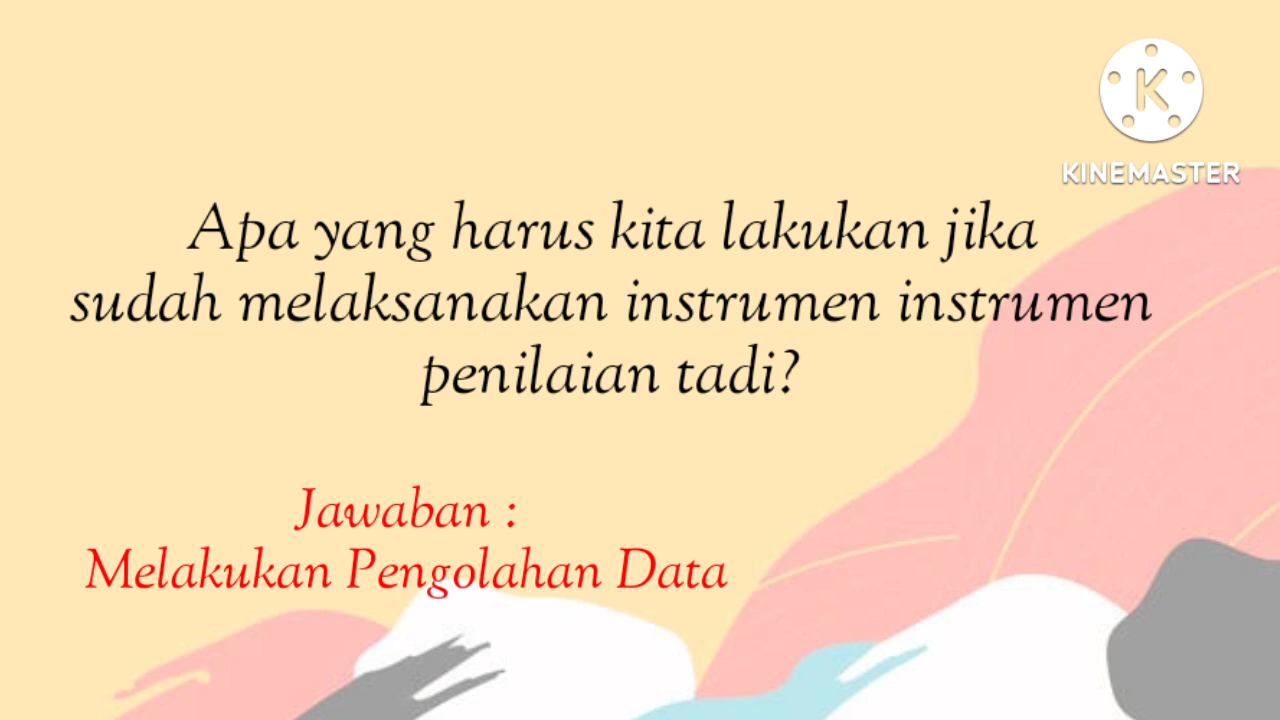 K
KINEMASTER
Apa yang harus kita lakukan jika
sudah melaksanakan instrumen instrumen
penilaian tadi?
Jawaban :
Melakukan Pengolahan Data